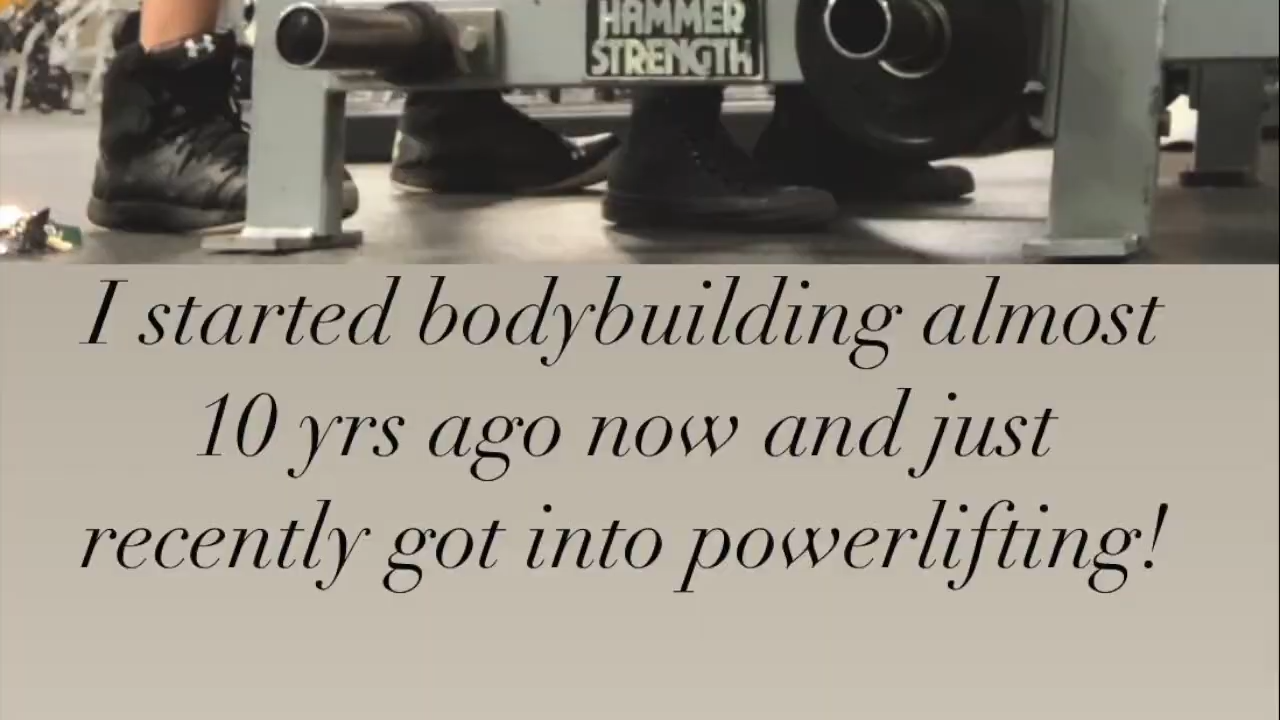 HAMMER
STRENGTH
I started bodybuilding almost
10 yrs ago now and just
recently got into powerlifting!